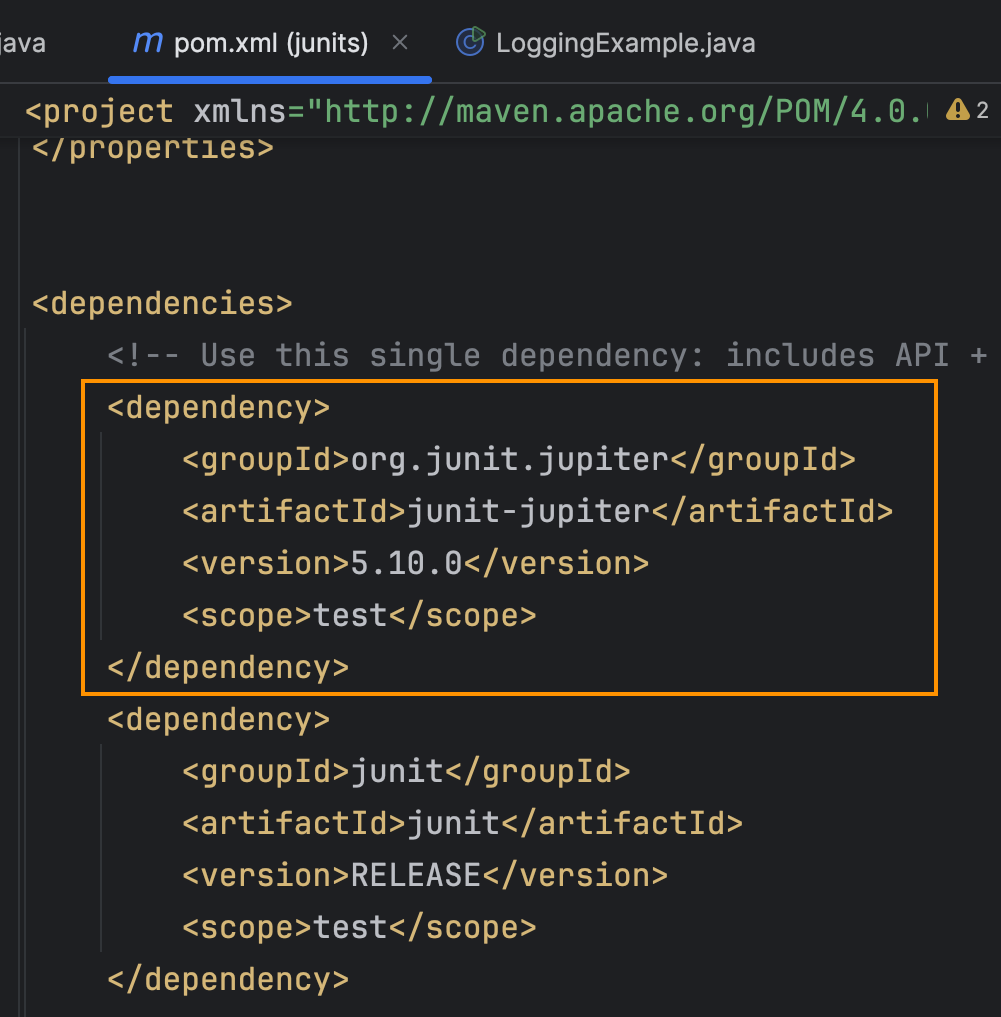 java
m pom.xml (junits)
LoggingExample.java
<project xmlns="http://maven.apache.org/POM/4.0.
2
</properties>
<dependencies>
<!-- Use this single dependency: includes API +
<dependency>
<groupId>org.junit.jupiter</groupId>
<artifactId>junit-jupiter</artifactId>
<version>5.10.0</version>
<scope>test</scope>
</dependency>
<dependency>
<groupId>junit</groupId>
<artifactId>junit</artifactId>
<version>RELEASE</version>
<scope>test</scope>
</dependency>